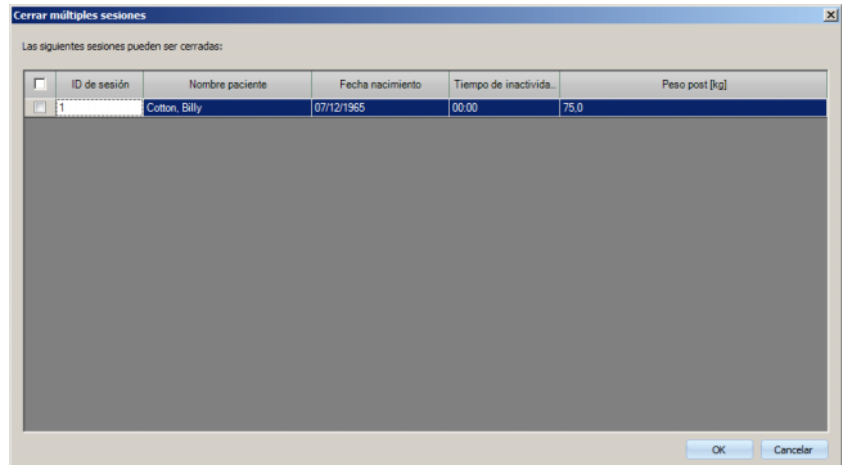 Cerrar múltiples sesiones
Las siguientes sesiones pueden ser cerradas:
ID de sesión Nombre paciente Fecha nacimiento Tiempo de inactivida... Peso post [kg]
1 Cotton, Billy 07/12/1965 00:00 75,0
OK Cancelar